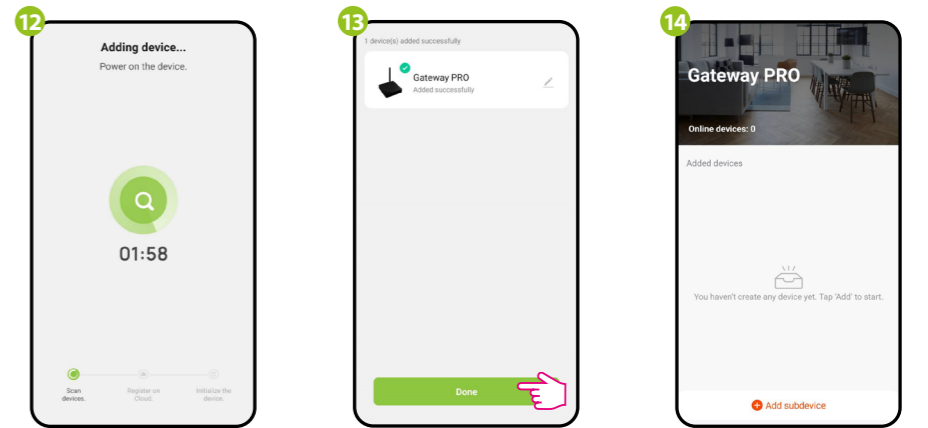 12
Adding device...
Power on the device.
01:58
Scan
devices.
Register on
Cloud.
Initialize the
device.
13
1 device(s) added successfully
Gateway PRO
Added successfully
Done
14
Gateway PRO
Online devices: 0
Added devices
You haven't create any device yet. Tap 'Add' to start.
Add subdevice